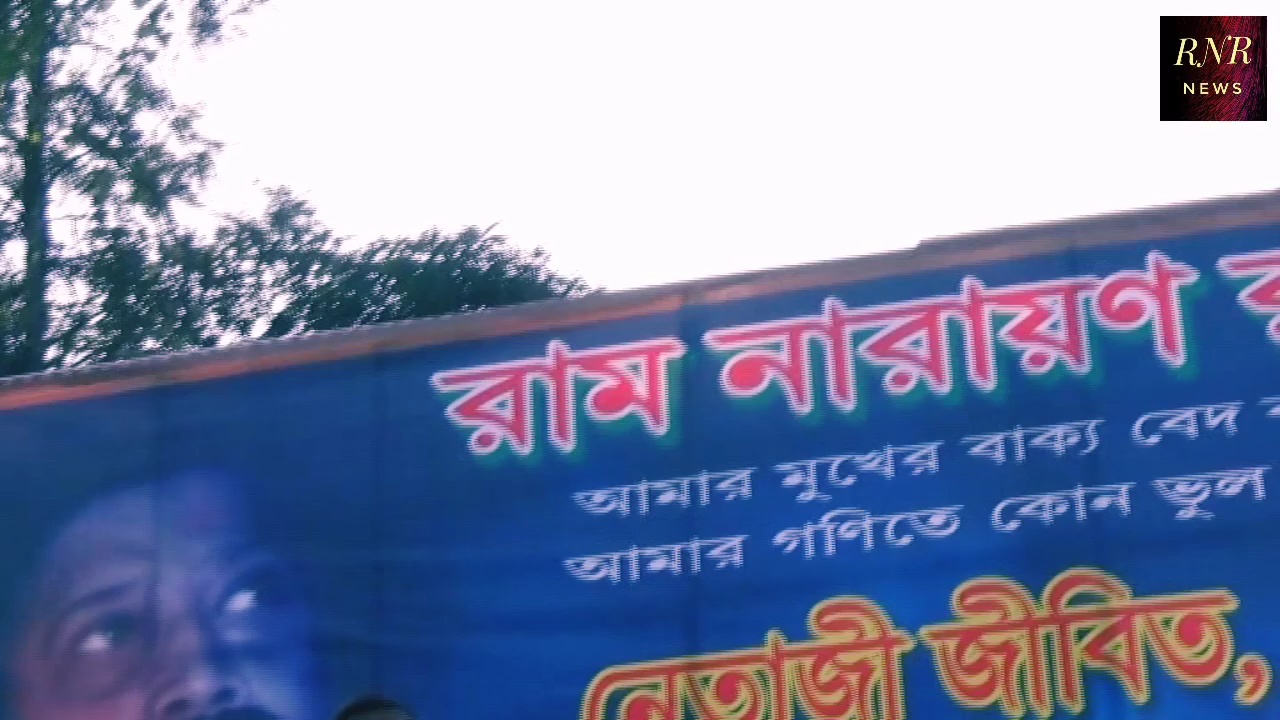 RNR
NEWS
রাম নারায়ণ
আমার মুখের বাক্য বেদ
আমার গণিতে কোন ভুল
নেতাজী জীবিত,